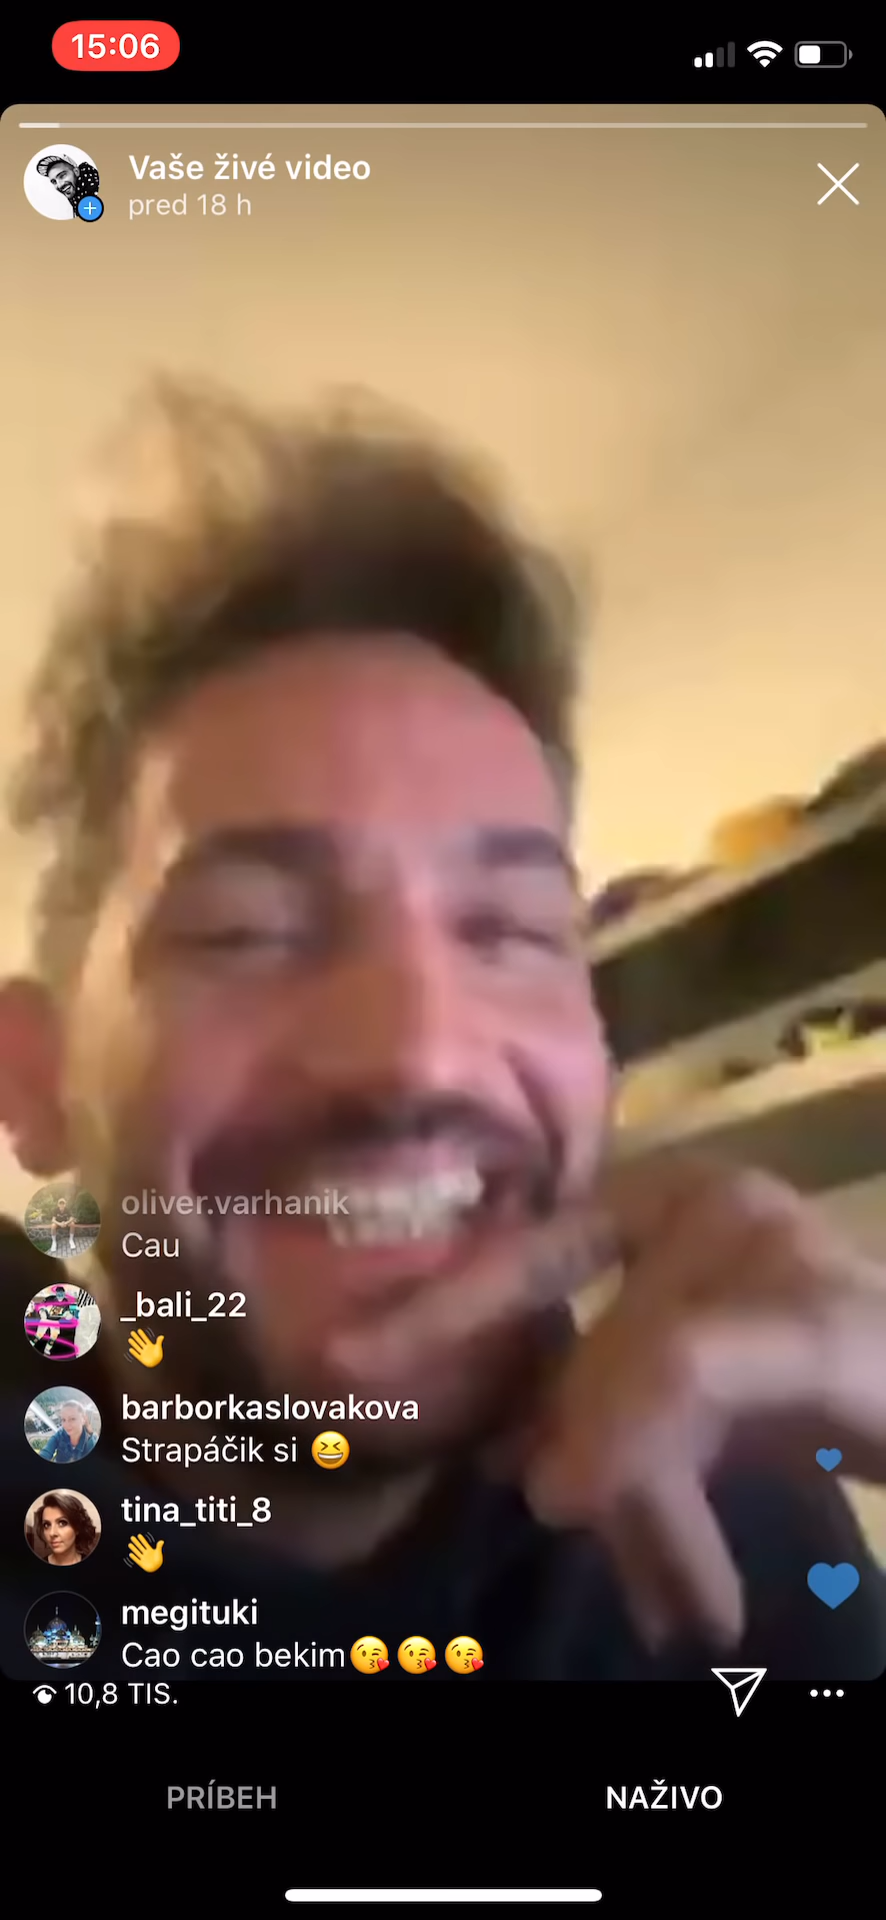 15:06
Vaše živé video
pred 18 h
oliver.varhanik
Cau
_bali_22
👋
barborkaslovakova
Strapáčik si 😆
tina_titi_8
👋
megituki
Cao cao bekim😘😘😘
10,8 TIS.
PRÍBEH
NAŽIVO